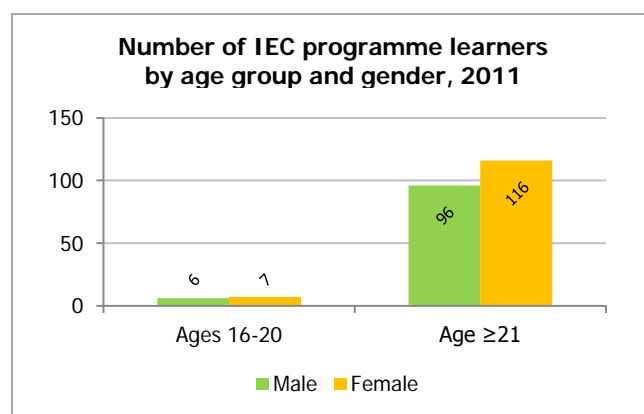 Number of IEC programme learners
by age group and gender, 2011
150
100
50
0
6
7
96
116
Ages 16-20
Age ≥21
Male
Female